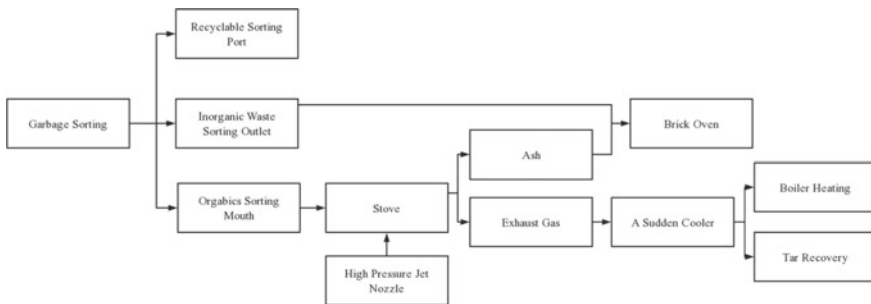 Recyclable Sorting
Port
Garbage Sorting
Inorganic Waste
Sorting Outlet
Brick Oven
Ash
Orgabics Sorting
Mouth
Stove
Exhaust Gas
A Sudden Cooler
Boiler Heating
Tar Recovery
High Pressure Jet
Nozzle